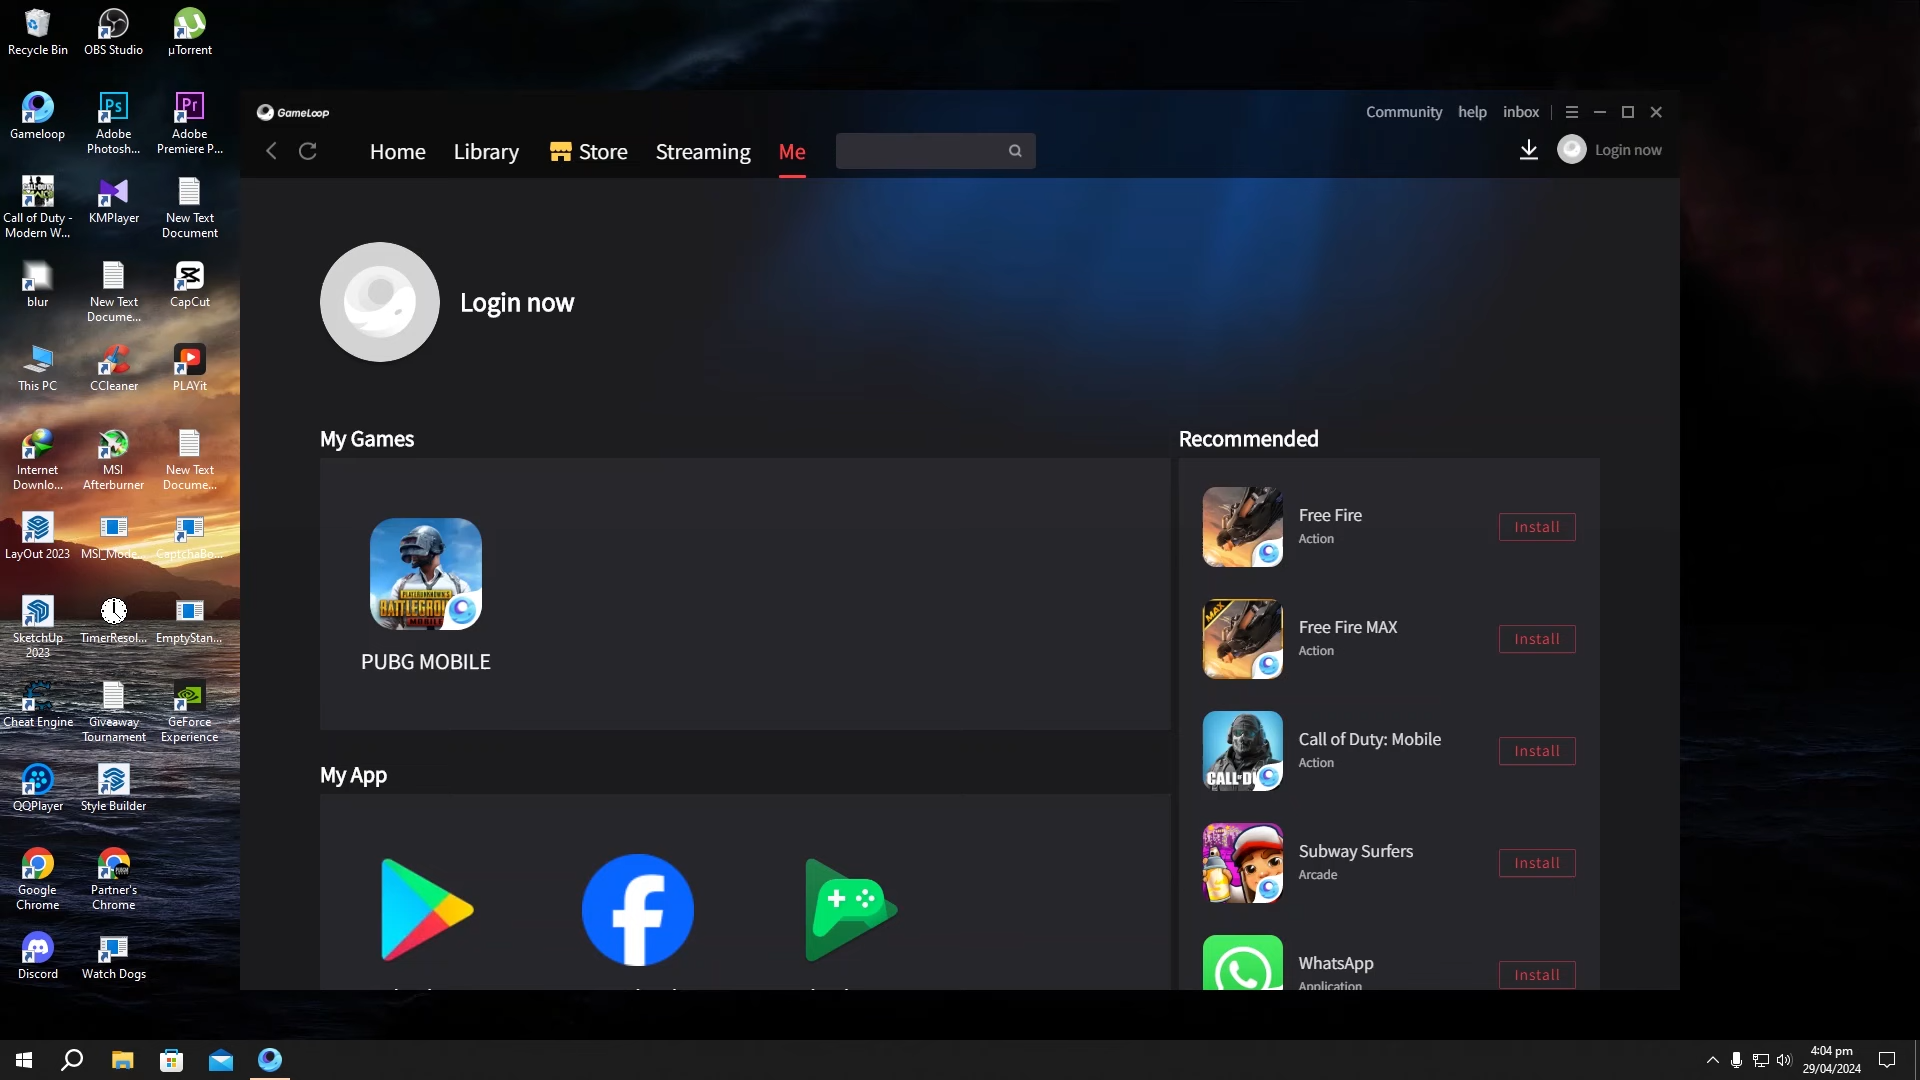 Recycle Bin
OBS Studio
µTorrent
Gameloop
Adobe
Photosh...
Adobe
Premiere P...
Call of Duty -
Modern W...
KMPlayer
New Text
Document
blur
New Text
Docume...
CapCut
This PC
CCleaner
PLAYit
Internet
Downlo...
MSI
Afterburner
New Text
Docume...
LayOut 2023
MSI_Mode...
CaptchaBo...
SketchUp
2023
TimerResol...
EmptyStan...
Cheat Engine
Giveaway
Tournament
GeForce
Experience
QQPlayer
Style Builder
Google
Chrome
Partner's
Chrome
Discord
Watch Dogs
GameLoop
Community help inbox
Home Library Store Streaming Me
Login now
Login now
My Games
PUBG MOBILE
My App
Recommended
Free Fire
Action
Install
MAX
Free Fire MAX
Action
Install
Call of Duty: Mobile
Action
Install
Subway Surfers
Arcade
Install
WhatsApp
Application
Install
4:04 pm
29/04/2024